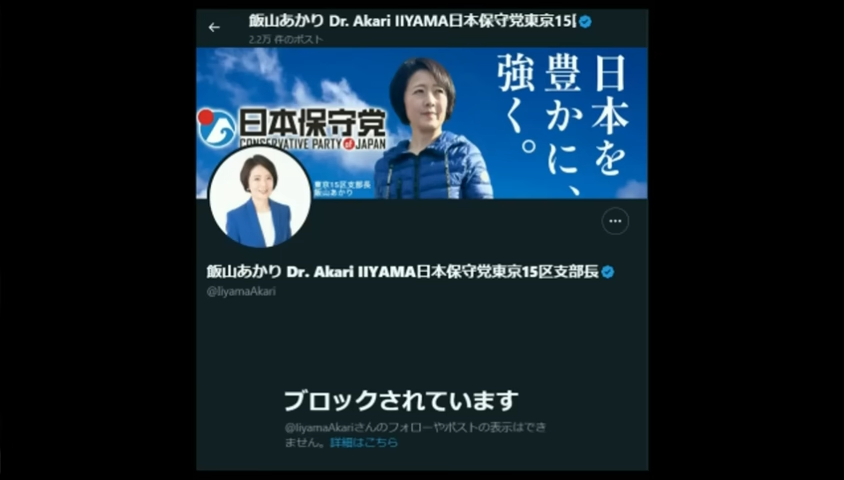 飯山あかり Dr. Akari IIYAMA日本保守党東京15
2.2万 件のポスト
日本を
豊かに、
強く。
日本保守党
CONSERVATIVE PARTY of JAPAN
東京15区支部長
飯山あかり
飯山あかり Dr. Akari IIYAMA日本保守党東京15区支部長
@IiyamaAkari
ブロックされています
@IiyamaAkariさんのフォローやポストの表示はでき
ません。詳細はこちら